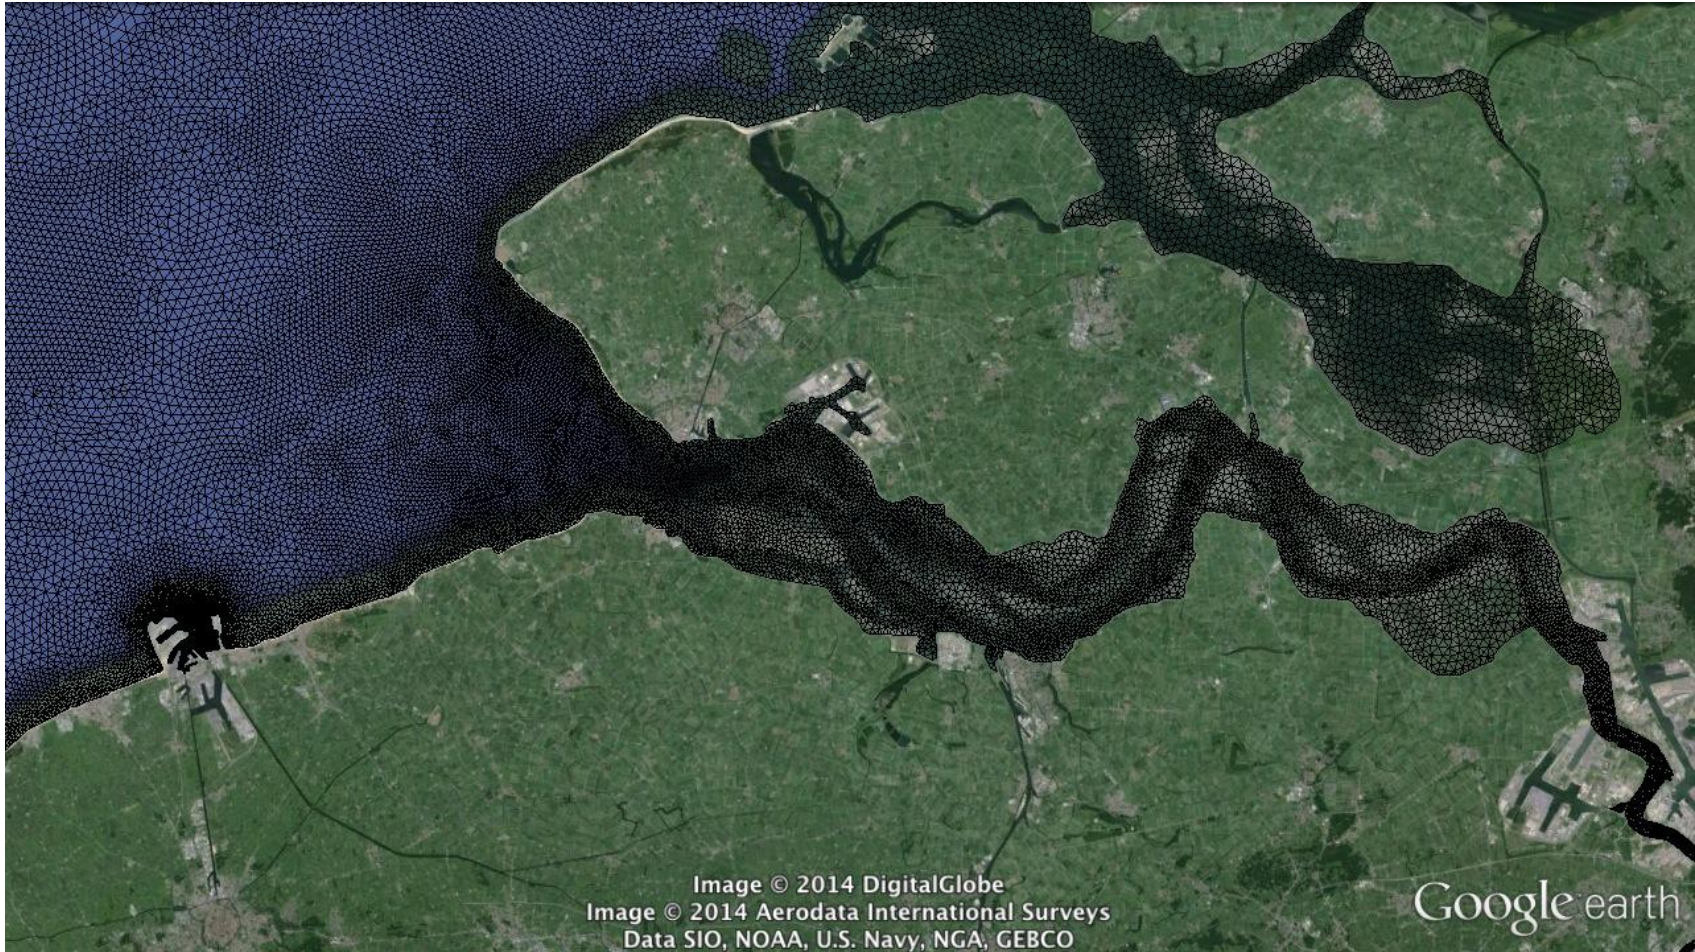 Image © 2014 DigitalGlobe
Image © 2014 Aerodata International Surveys
Data SIO, NOAA, U.S. Navy, NGA, GEBCO
Google earth